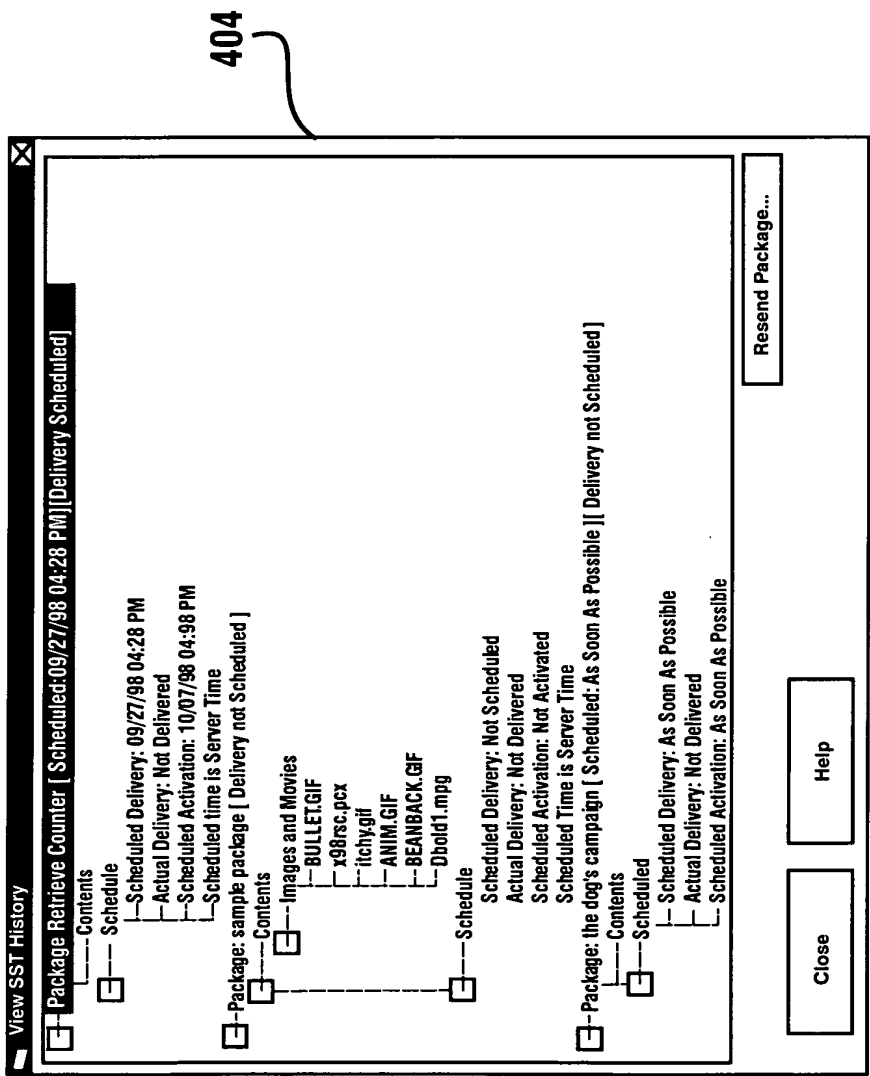 404
View SST History
Package Retrieve Counter [ Scheduled:09/27/98 04:28 PM][Delivery Scheduled]
Contents
Schedule
Scheduled Delivery: 09/27/98 04:28 PM
Actual Delivery: Not Delivered
Scheduled Activation: 10/07/98 04:98 PM
Scheduled time is Server Time
Package: sample package [ Delivery not Scheduled ]
Contents
Images and Movies
BULLET.GIF
x98rsc.pcx
itchy.gif
ANIM.GIF
BEANBACK.GIF
Dbold1.mpg
Schedule
Scheduled Delivery: Not Scheduled
Actual Delivery: Not Delivered
Scheduled Activation: Not Activated
Scheduled Time is Server Time
Package: the dog's campaign [ Scheduled: As Soon As Possible ][ Delivery not Scheduled ]
Contents
Scheduled
Scheduled Delivery: As Soon As Possible
Actual Delivery: Not Delivered
Scheduled Activation: As Soon As Possible
Resend Package...
Close
Help